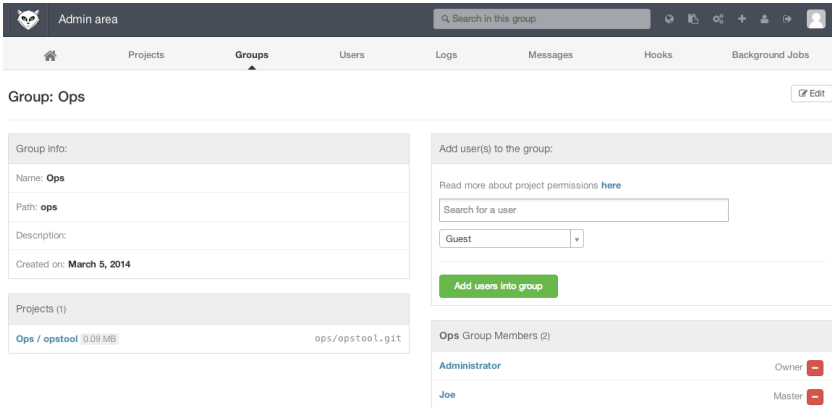 Admin area
Search in this group
Projects
Groups
Users
Logs
Messages
Hooks
Background Jobs
Group: Ops
Edit
Group info:
Name: Ops
Path: ops
Description:
Created on: March 5, 2014
Projects (1)
Ops / opstool 0.09 MB ops/opstool.git
Add user(s) to the group:
Read more about project permissions here
Search for a user
Guest
Add users into group
Ops Group Members (2)
Administrator Owner
Joe Master